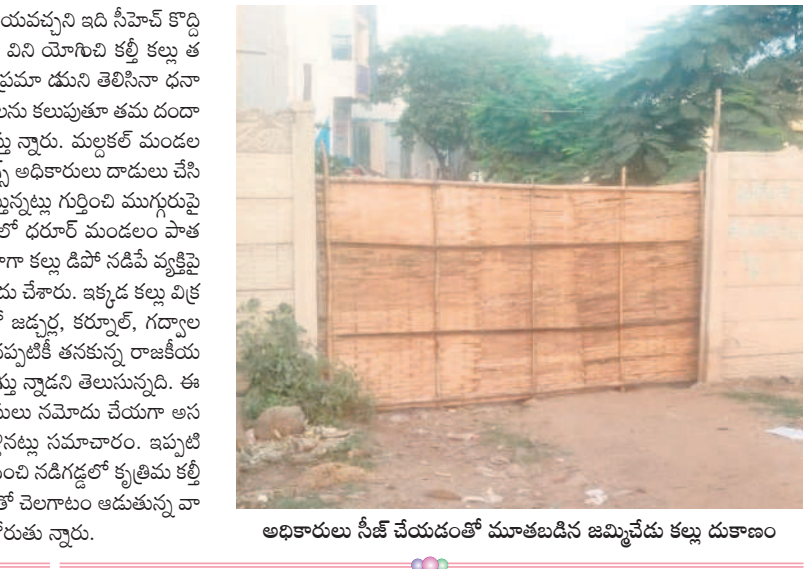 యవచ్చని ఇది సీహెచ్ కొద్ది
విని యోగించి కల్తీ కల్లు త
ప్రమా డమని తెలిసినా ధనా
లను కలుపుతూ తమ దందా
న్నారు. మల్దకల్ మండల
అధికారులు దాడులు చేసి
న్నట్లు గుర్తించి ముగ్గురుపై
లో ధరూర్ మండలం పాత
గా కల్లు డిపో నడిపే వ్యక్తిపై
దు చేశారు. ఇక్కడ కల్లు విక్ర
జడ్చర్ల, కర్నూల్, గద్వాల
నప్పటికీ తనకున్న రాజకీయ
న్నాడని తెలుసున్నది. ఈ
సులు నమోదు చేయగా అస
నట్లు సమాచారం. ఇప్పటి
ంచి నడిగడ్డలో కృత్రిమ కల్తీ
తో చెలగాటం ఆడుతున్న వా
రుతు న్నారు.
అధికారులు సీజ్ చేయడంతో మూతబడిన జమ్మిచేడు కల్లు దుకాణం